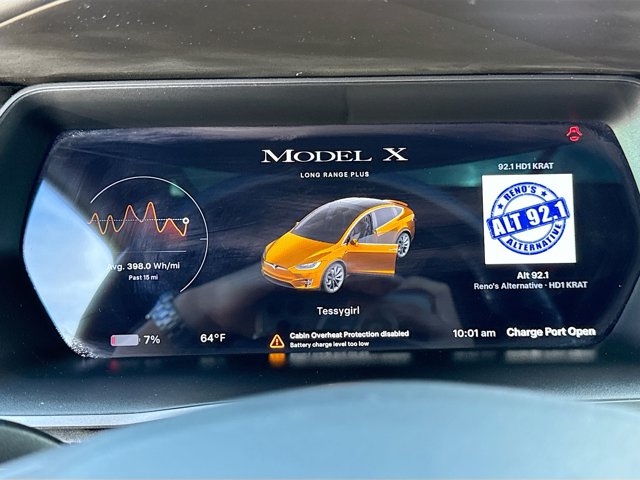 MODEL X
LONG RANGE PLUS
92.1 HD1 KRAT
RENO'S
ALT 92.1
ALTERNATIVE
Avg. 398.0 Wh/mi
Past 15 mi
Alt 92.1
Reno's Alternative · HD1 KRAT
Tessygirl
7%
64°F
Cabin Overheat Protection disabled
Battery charge level too low
10:01 am
Charge Port Open